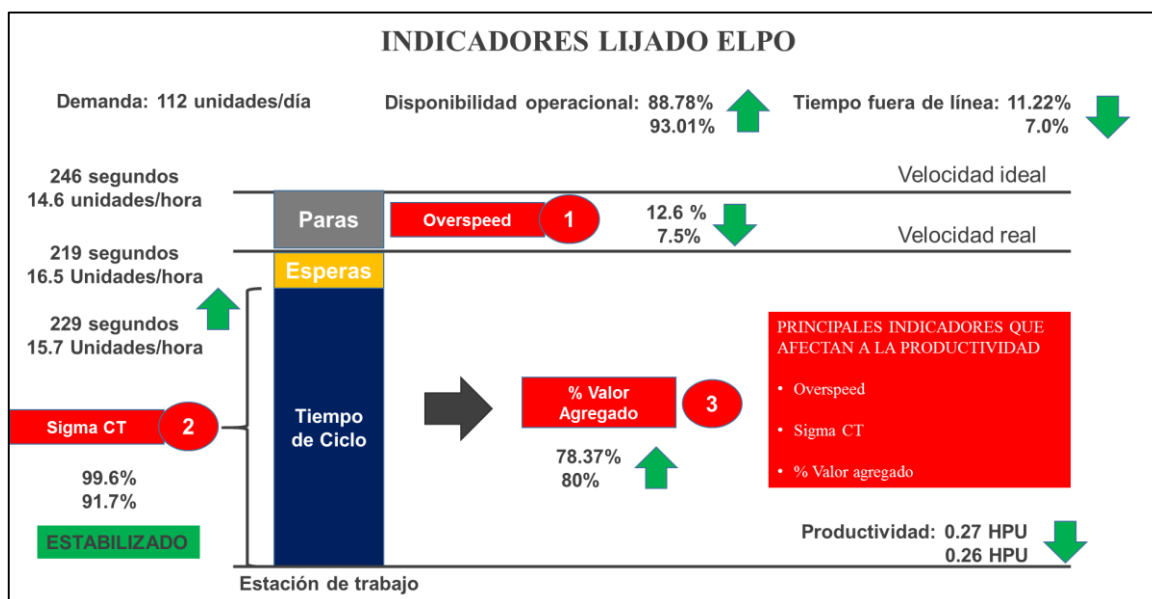 INDICADORES LIJADO ELPO
Demanda: 112 unidades/día
Disponibilidad operacional: 88.78%
93.01%
Tiempo fuera de línea: 11.22%
7.0%
246 segundos
14.6 unidades/hora
Velocidad ideal
Paras
Overspeed
1
12.6 %
7.5%
Velocidad real
219 segundos
16.5 Unidades/hora
Esperas
229 segundos
15.7 Unidades/hora
Sigma CT
2
99.6%
91.7%
ESTABILIZADO
Tiempo
de Ciclo
% Valor
Agregado
3
78.37%
80%
PRINCIPALES INDICADORES QUE
AFECTAN A LA PRODUCTIVIDAD
• Overspeed
• Sigma CT
• % Valor agregado
Productividad: 0.27 HPU
0.26 HPU
Estación de trabajo